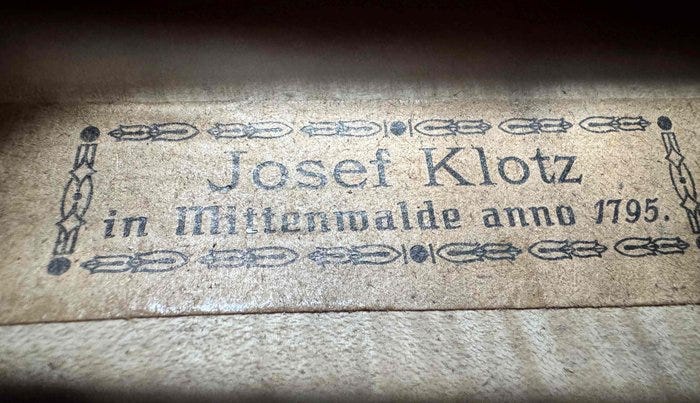 Josef Klotz
in Mittenwalde anno 1795.